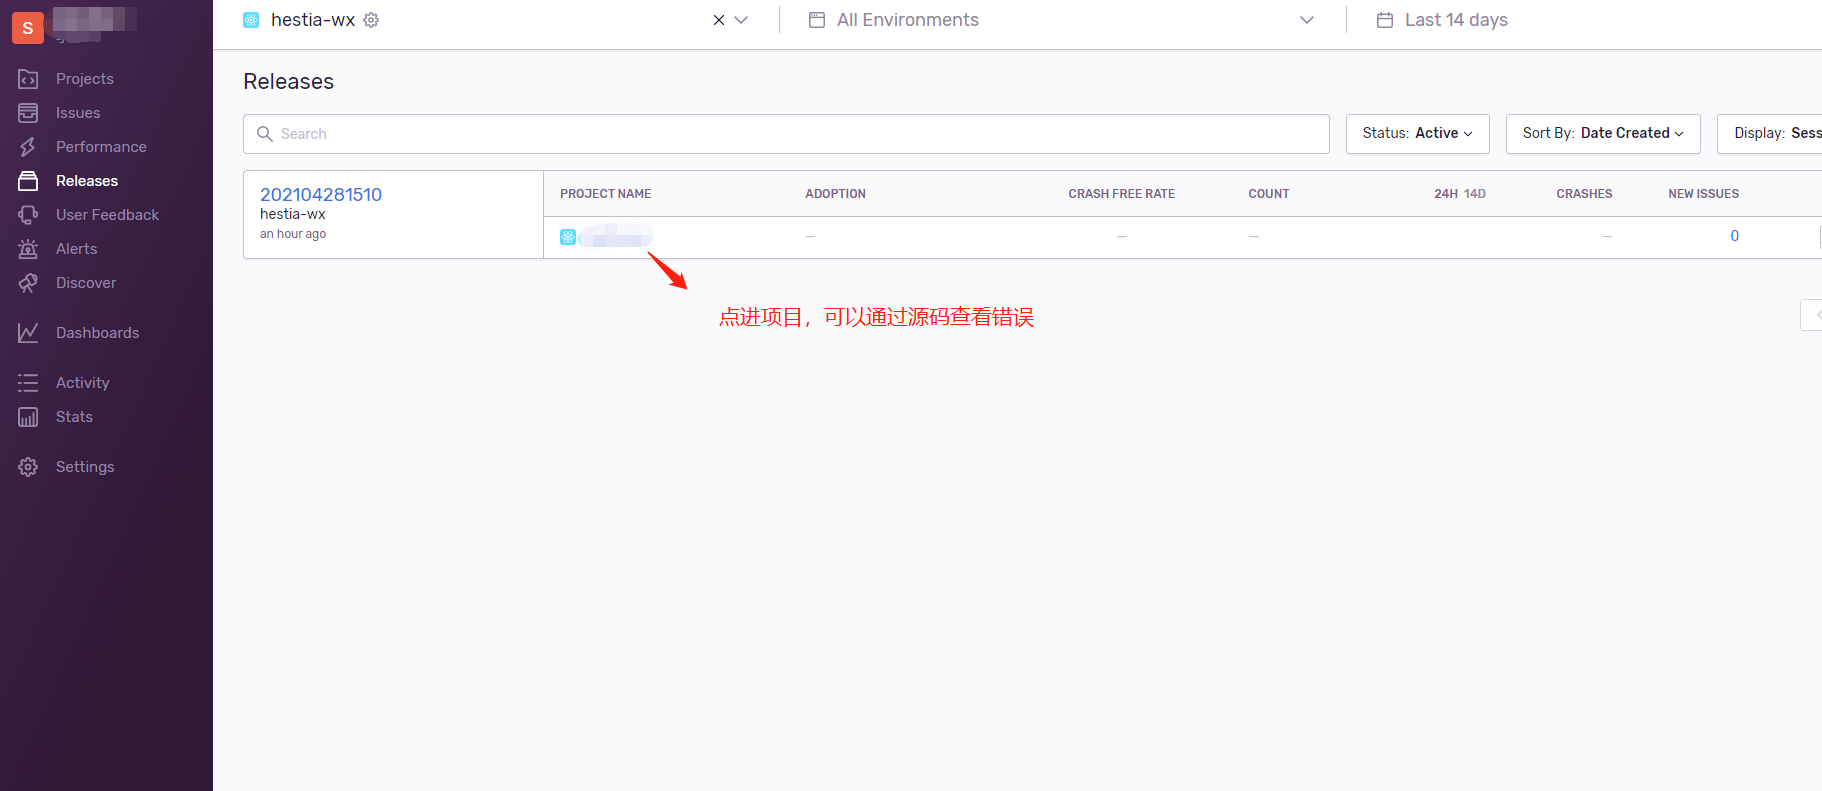 S
hestia-wx
All Environments
Last 14 days
Projects
Issues
Performance
Releases
User Feedback
Alerts
Discover
Dashboards
Activity
Stats
Settings
Releases
Search
Status: Active
Sort By: Date Created
Display: Sess
202104281510
hestia-wx
an hour ago
PROJECT NAME
ADOPTION
CRASH FREE RATE
COUNT
24H 14D
CRASHES
NEW ISSUES
–
–
–
–
0
点进项目，可以通过源码查看错误